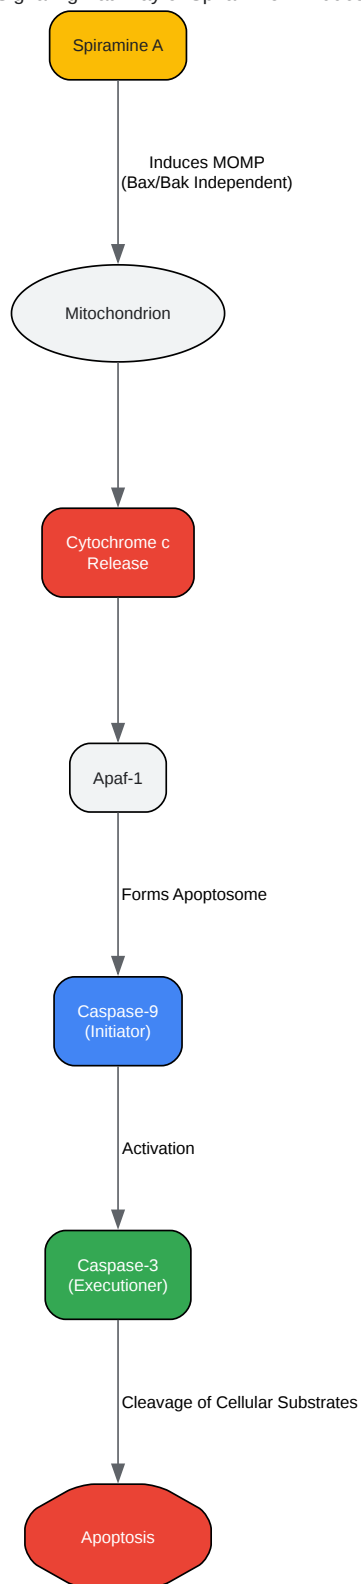 Spiramine A
Induces MOMP
(Bax/Bak Independent)
Mitochondrion
Cytochrome c
Release
Apaf-1
Forms Apoptosome
Caspase-9
(Initiator)
Activation
Caspase-3
(Executioner)
Cleavage of Cellular Substrates
Apoptosis